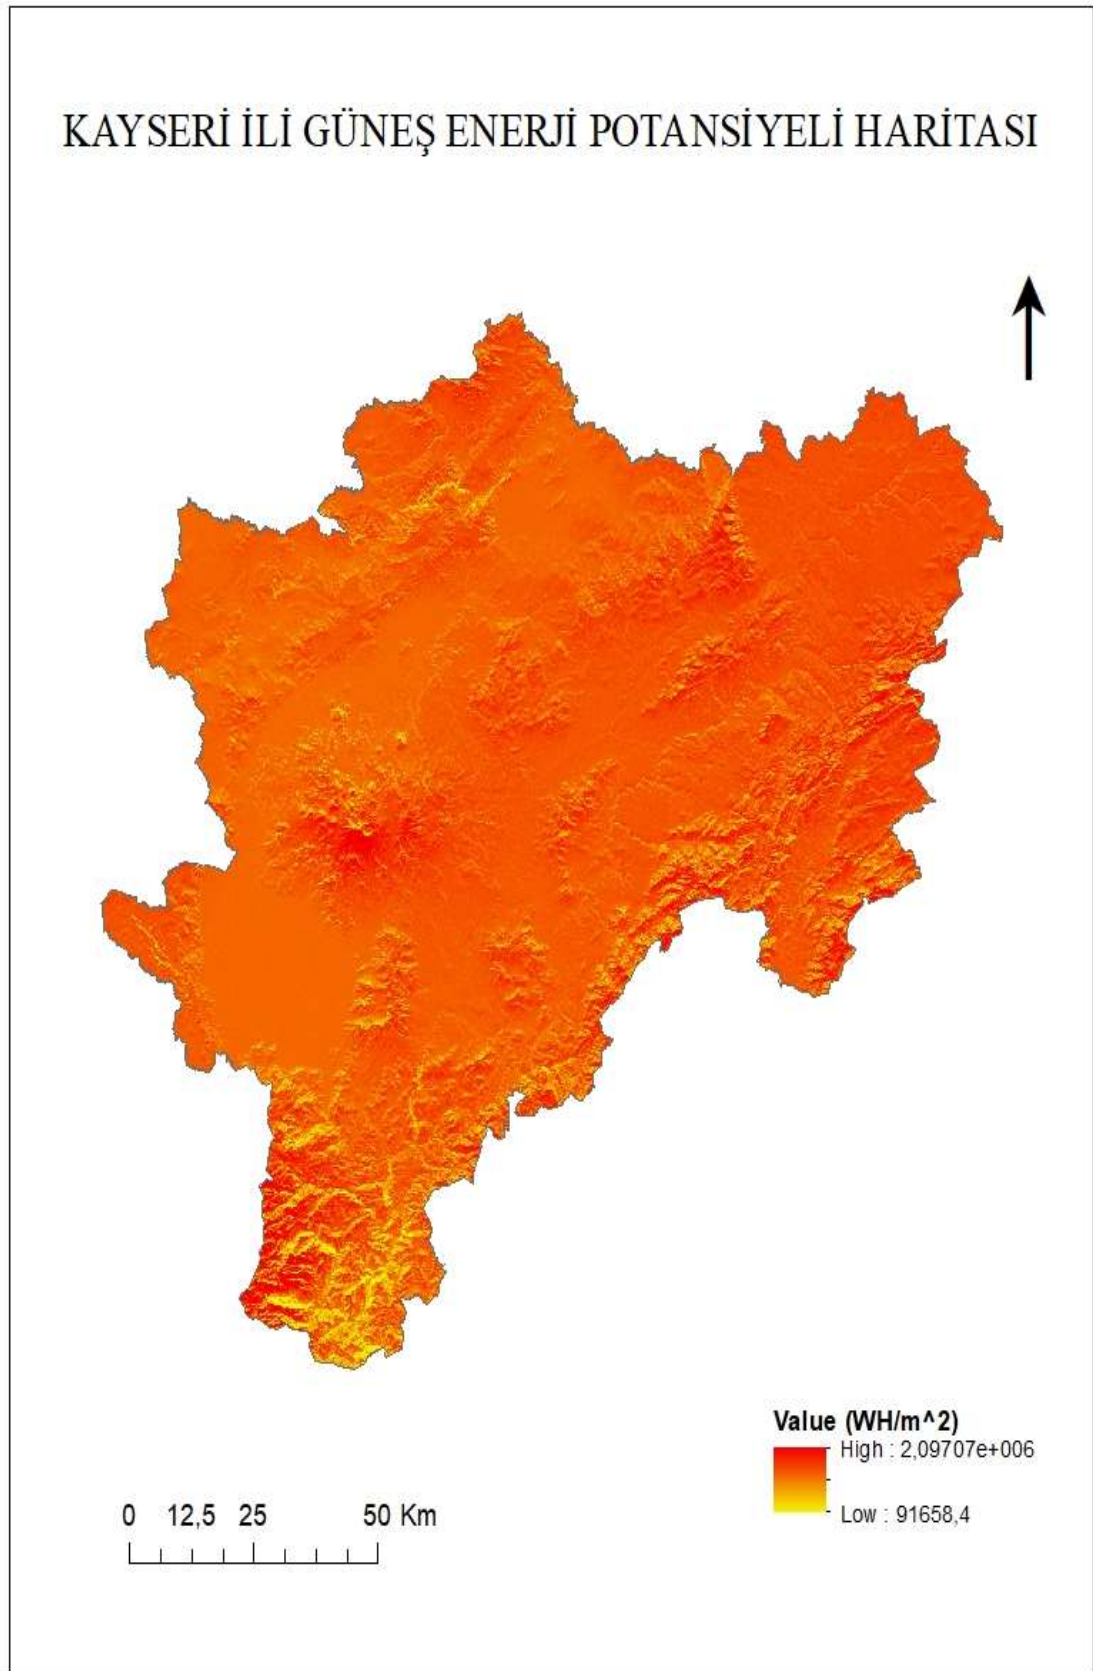 KAYSERİ İLİ GÜNEŞ ENERJİ POTANSİYELİ HARİTASI
Value (WH/m^2)
High : 2,09707e+006
Low : 91658,4
0 12,5 25 50 Km